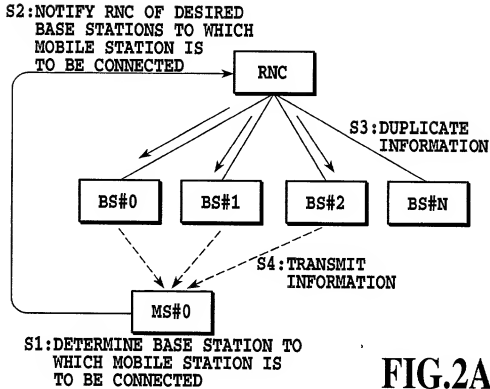 S2:NOTIFY RNC OF DESIRED
BASE STATIONS TO WHICH
MOBILE STATION IS
TO BE CONNECTED
RNC
S3:DUPLICATE
INFORMATION
BS#0
BS#1
BS#2
BS#N
S4:TRANSMIT
INFORMATION
MS#0
S1:DETERMINE BASE STATION TO
WHICH MOBILE STATION IS
TO BE CONNECTED
FIG.2A